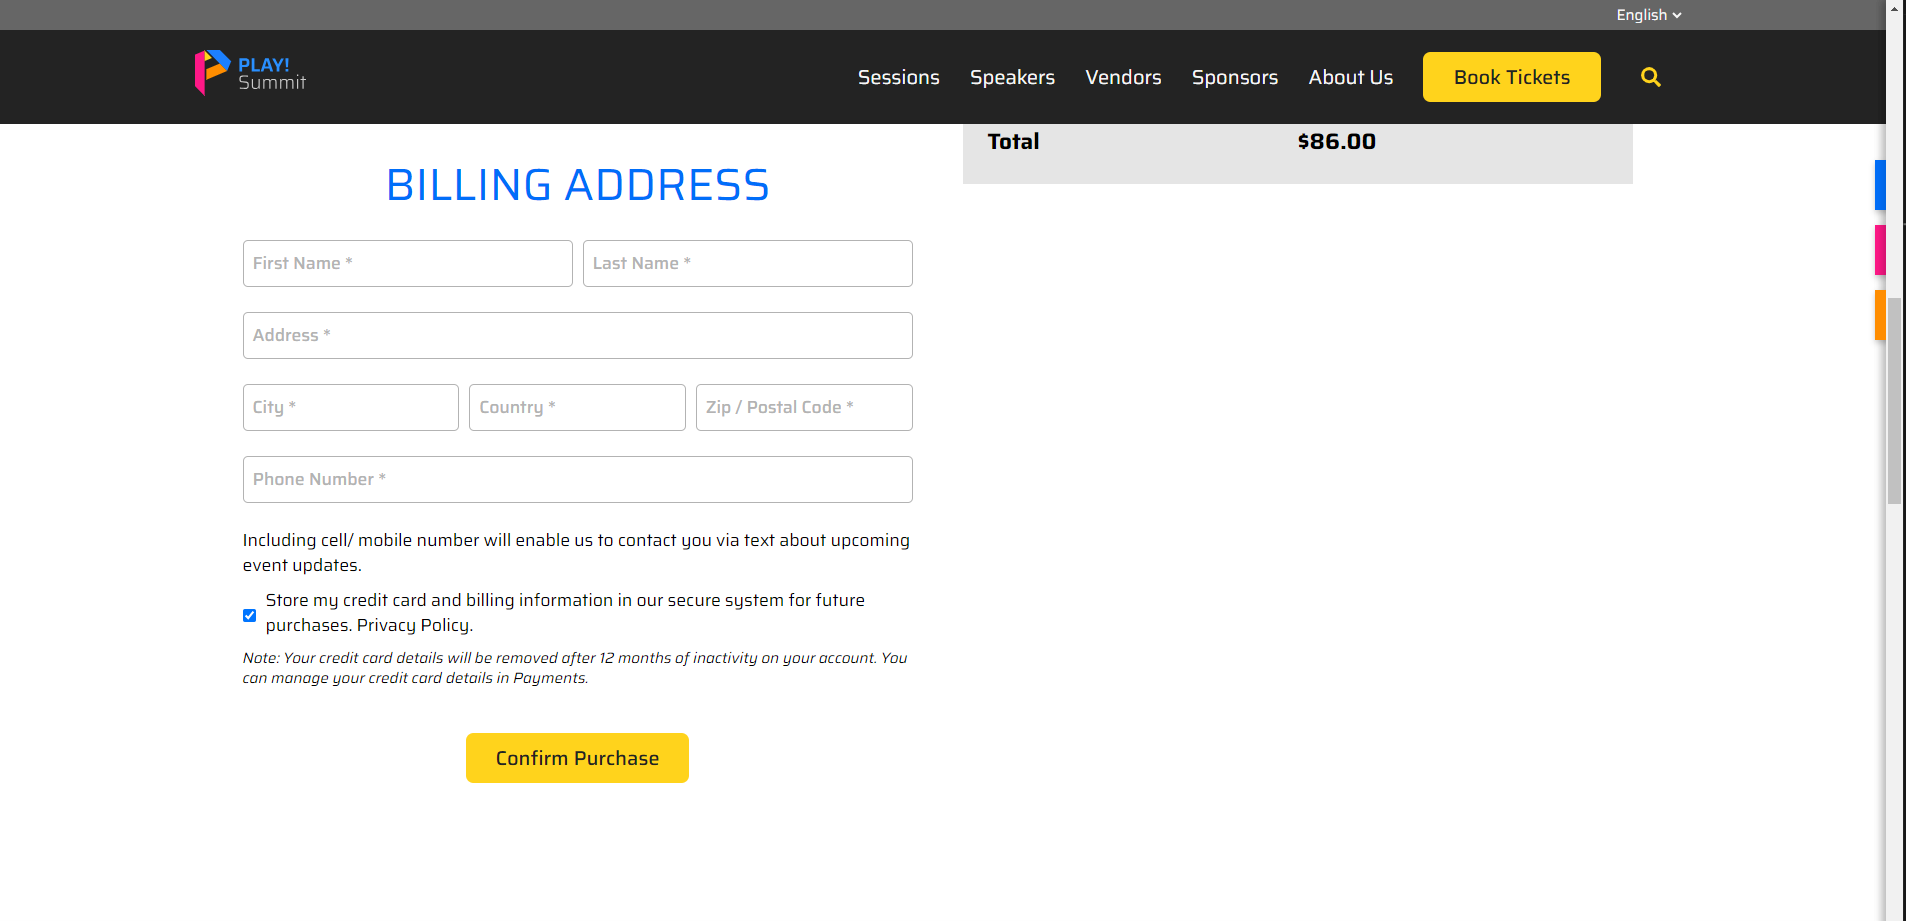 English
PLAY!
Summit
Sessions Speakers Vendors Sponsors About Us Book Tickets
Total $86.00
BILLING ADDRESS
First Name * Last Name *
Address *
City * Country * Zip / Postal Code *
Phone Number *
Including cell/ mobile number will enable us to contact you via text about upcoming
event updates.
Store my credit card and billing information in our secure system for future
purchases. Privacy Policy.
Note: Your credit card details will be removed after 12 months of inactivity on your account. You
can manage your credit card details in Payments.
Confirm Purchase